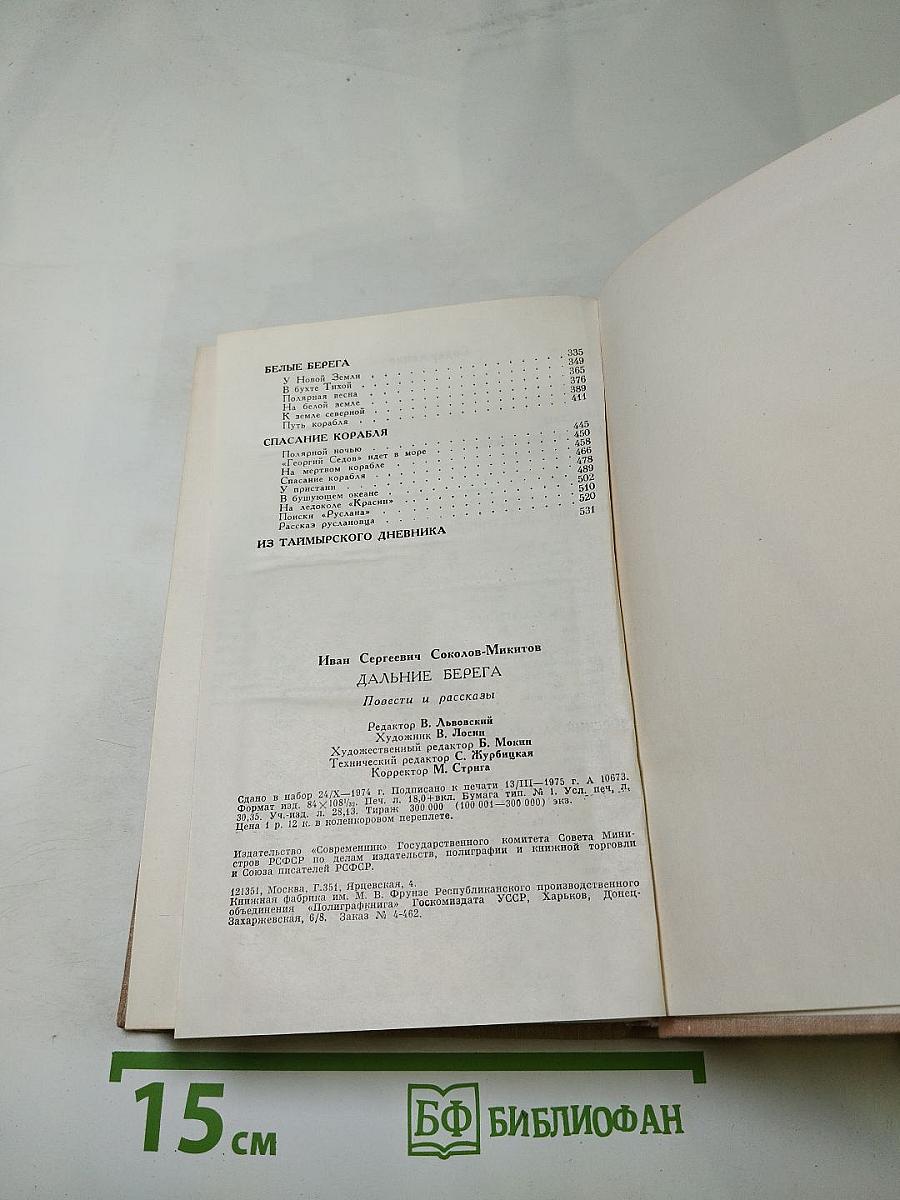 БЕЛЫЕ БЕРЕГА
У Новой Земли . . . 335
В бухте Тихой . . . 349
Полярная весна . . . 365
На белой земле . . . 376
К земле северной . . . 389
Путь корабля . . . 411
СПАСАНИЕ КОРАБЛЯ
Полярной ночью . . . 445
«Георгий Седов» идет в море . . . 450
На мертвом корабле . . . 458
Спасание корабля . . . 466
У пристани . . . 478
В бушующем океане . . . 489
На ледоколе «Красин» . . . 502
Поиски «Руслана» . . . 510
Рассказ руслановца . . . 520
ИЗ ТАЙМЫРСКОГО ДНЕВНИКА 531
Иван Сергеевич Соколов-Микитов
ДАЛЬНИЕ БЕРЕГА
Повести и рассказы
Редактор В. Львовский
Художник В. Лосин
Художественный редактор Б. Мокин
Технический редактор С. Журбицкая
Корректор М. Стрига
Сдано в набор 24/X—1974 г. Подписано к печати 13/III—1975 г. А 10673.
Формат изд. 84×108¹/₃₂. Печ. л. 18,0+вкл. Бумага тип. № 1. Усл. печ. л.
30,35. Уч.-изд. л. 28,13. Тираж 300 000 (100 001—300 000) экз.
Цена 1 р. 12 к. в коленкоровом переплете.
Издательство «Современник» Государственного комитета Совета Мини-
стров РСФСР по делам издательств, полиграфии и книжной торговли
и Союза писателей РСФСР.
121351, Москва, Г-351, Ярцевская, 4.
Книжная фабрика им. М. В. Фрунзе Республиканского производственного
объединения «Полиграфкнига» Госкомиздата УССР, Харьков, Донец-
Захаржевская, 6/8. Заказ № 4-462.
15 см
БФ БИБЛИОФАН